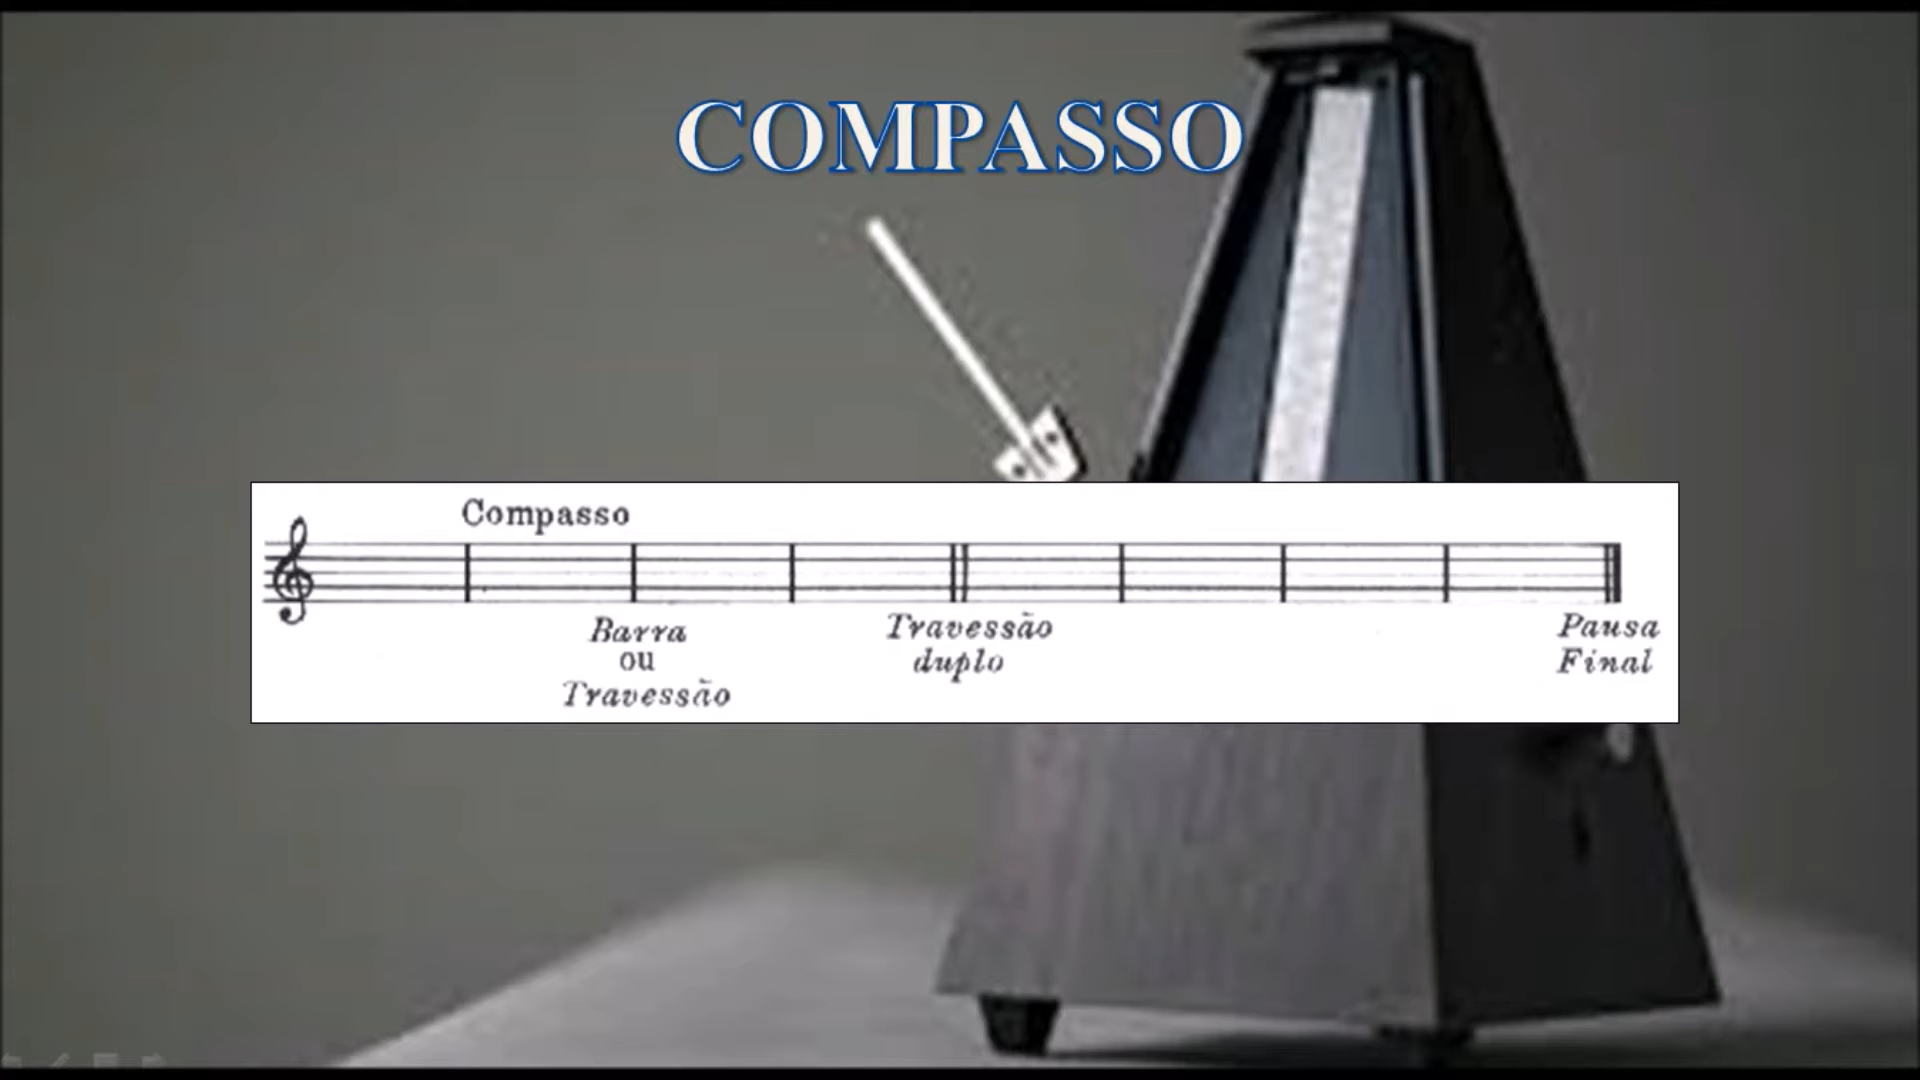 COMPASSO
Compasso
Barra
ou
Travessão
Travessão
duplo
Pausa
Final